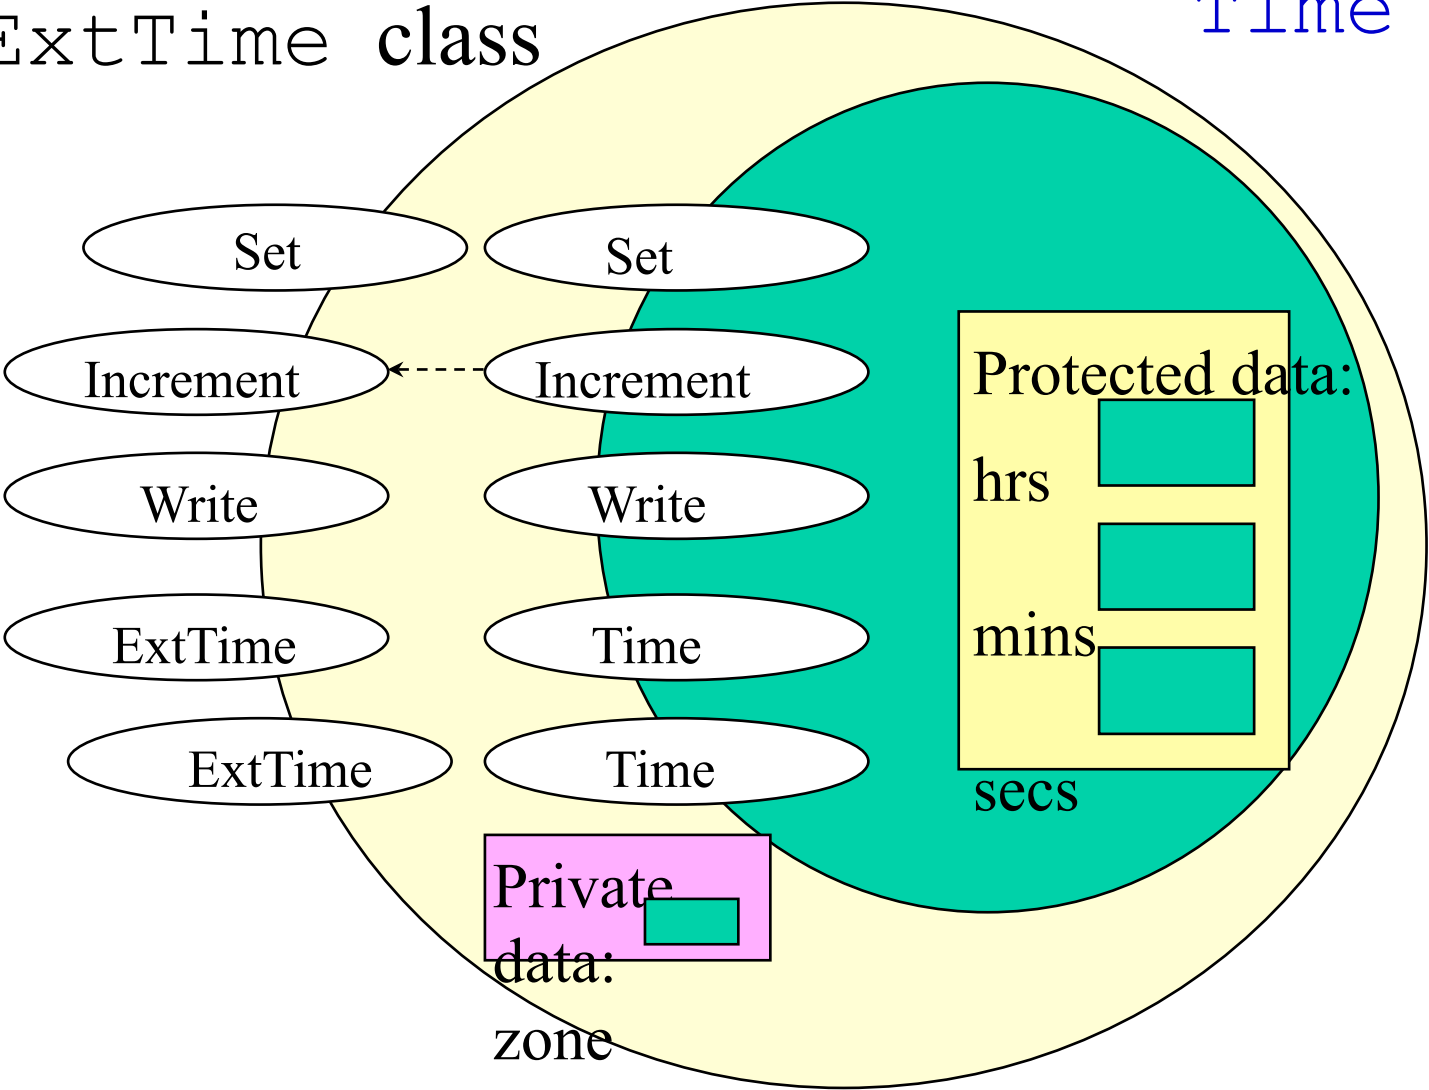 ExtTime class
Time
Set
Set
Increment
Increment
Write
Write
ExtTime
Time
ExtTime
Time
Protected data:
hrs
mins
secs
Private
data:
zone